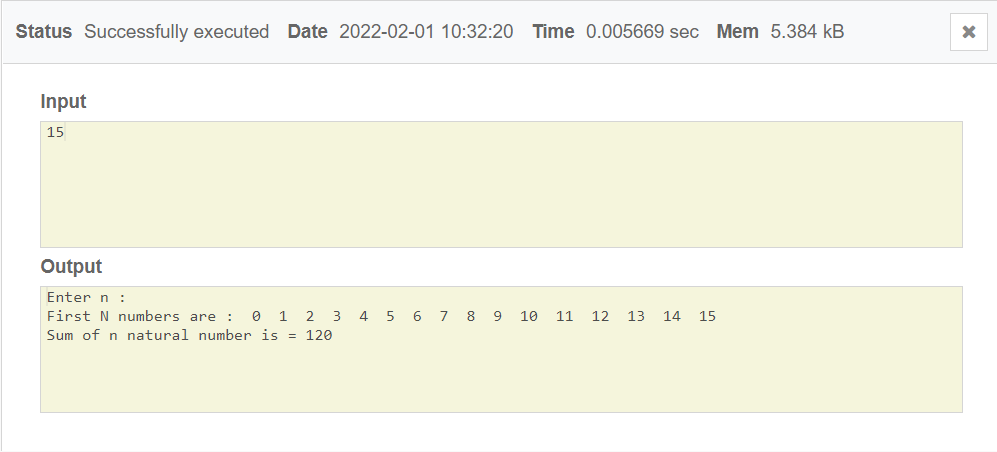 Status Successfully executed Date 2022-02-01 10:32:20 Time 0.005669 sec Mem 5.384 kB
Input
15
Output
Enter n :
First N numbers are :  0  1  2  3  4  5  6  7  8  9  10  11  12  13  14  15
Sum of n natural number is = 120